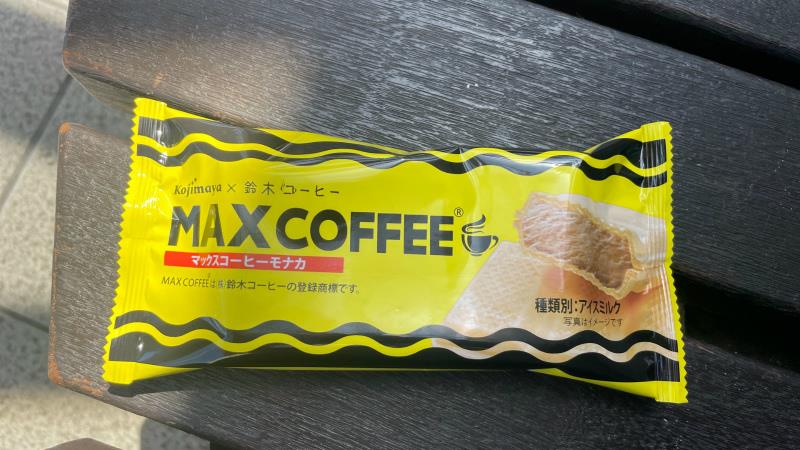 Kojimaya × 鈴木コーヒー
MAX COFFEE®
マックスコーヒーモナカ
MAX COFFEEは(株)鈴木コーヒーの登録商標です。
種類別：アイスミルク
写真はイメージです